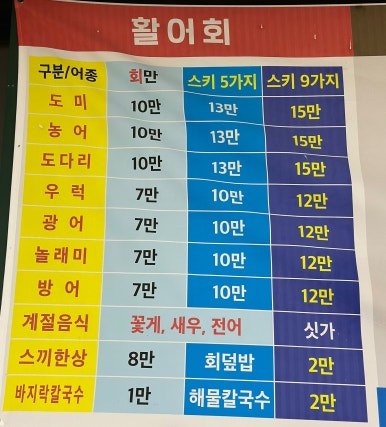 활어회
구분/어종 회만 스키 5가지 스키 9가지
도 미 10만 13만 15만
농 어 10만 13만 15만
도다리 10만 13만 15만
우 럭 7만 10만 12만
광 어 7만 10만 12만
놀래미 7만 10만 12만
방 어 7만 10만 12만
계절음식 꽃게, 새우, 전어 싯가
스끼한상 8만 회덮밥 2만
바지락칼국수 1만 해물칼국수 2만